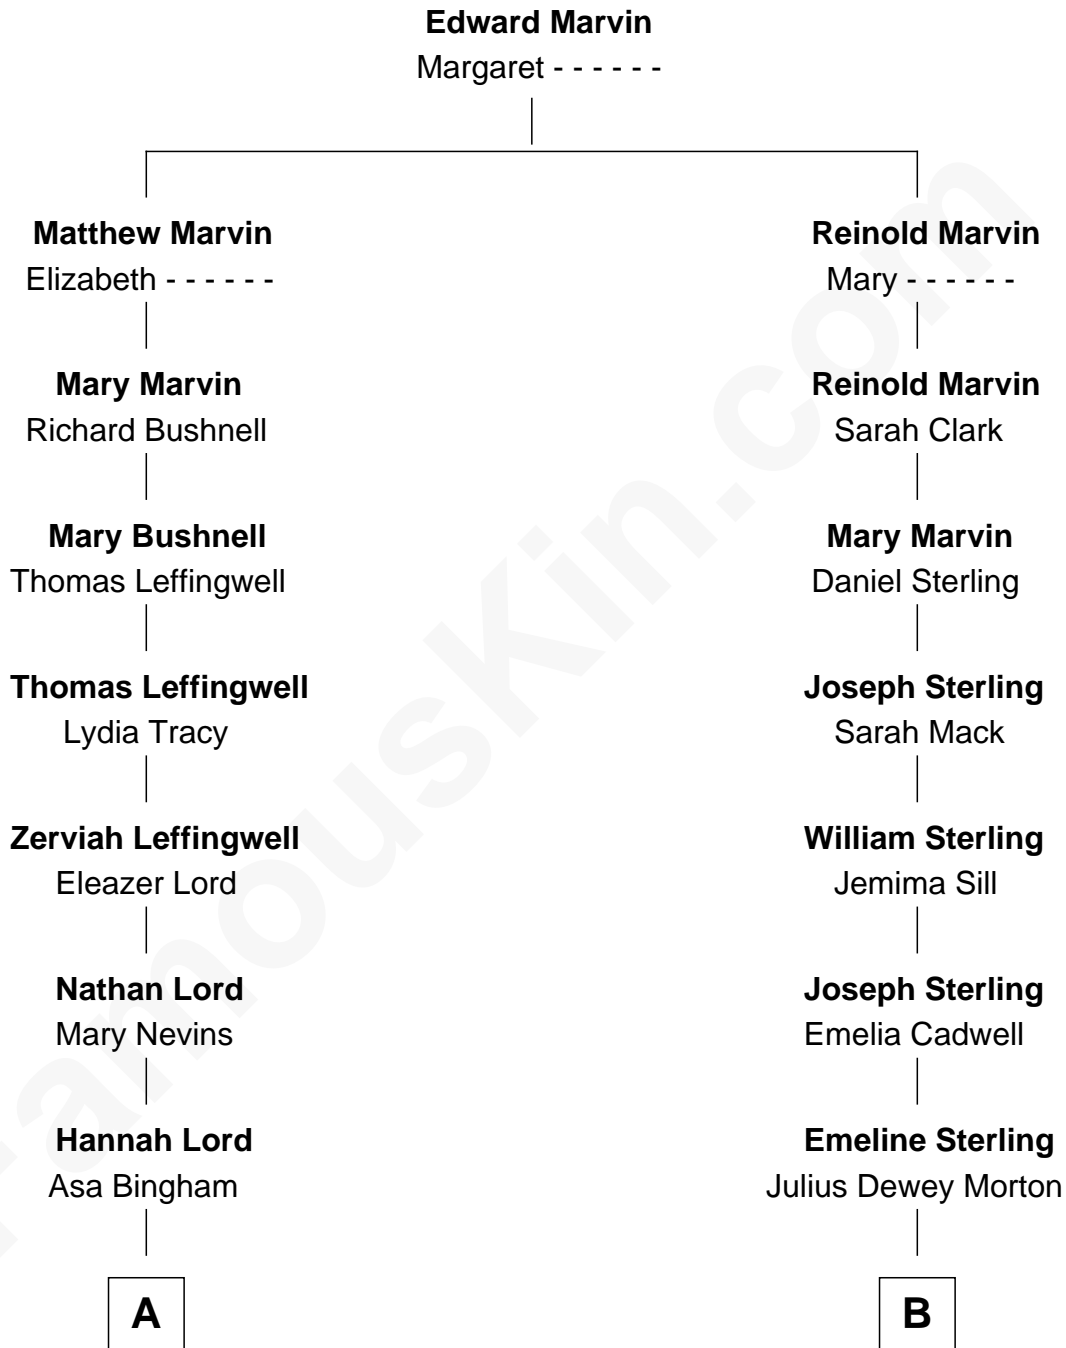 Edward Marvin
Margaret - - - - - -
Matthew Marvin
Elizabeth - - - - - -
Reinold Marvin
Mary - - - - - -
Mary Marvin
Richard Bushnell
Reinold Marvin
Sarah Clark
Mary Bushnell
Thomas Leffingwell
Mary Marvin
Daniel Sterling
Thomas Leffingwell
Lydia Tracy
Joseph Sterling
Sarah Mack
Zerviah Leffingwell
Eleazer Lord
William Sterling
Jemima Sill
Nathan Lord
Mary Nevins
Joseph Sterling
Emelia Cadwell
Hannah Lord
Asa Bingham
Emeline Sterling
Julius Dewey Morton
A
B
FamousKin.com